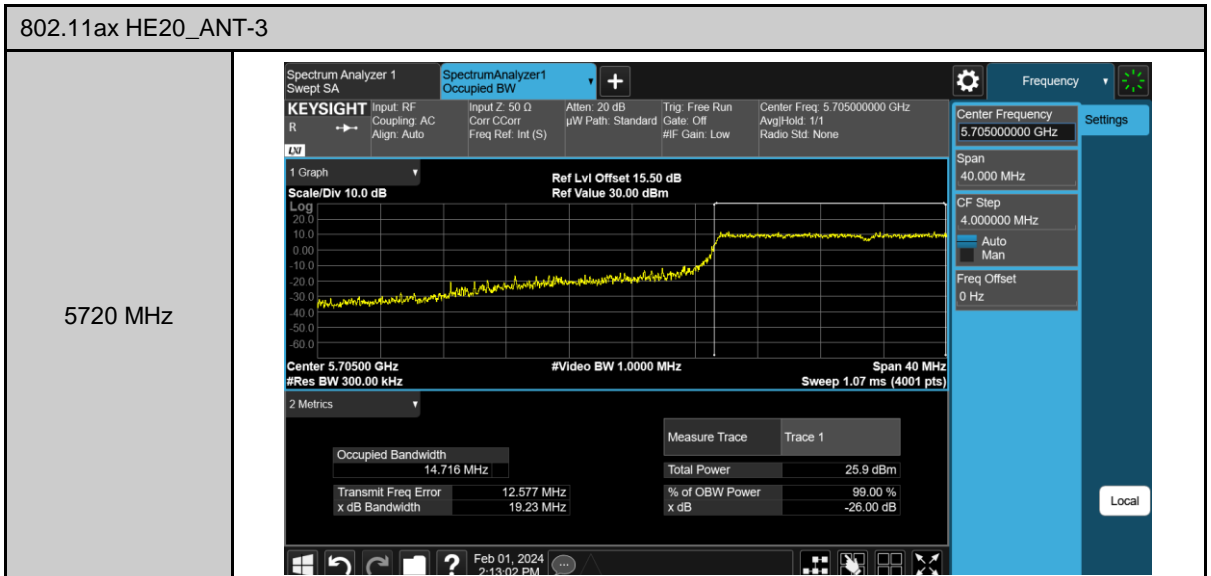 802.11ax HE20_ANT-3
5720 MHz
Spectrum Analyzer 1
Swept SA
SpectrumAnalyzer1
Occupied BW
Frequency
KEYSIGHT
R
LXI
Input: RF
Coupling: AC
Align: Auto
Input Z: 50 Ω
Corr CCorr
Freq Ref: Int (S)
Atten: 20 dB
µW Path: Standard
Trig: Free Run
Gate: Off
#IF Gain: Low
Center Freq: 5.705000000 GHz
Avg|Hold: 1/1
Radio Std: None
Center Frequency
5.705000000 GHz
Settings
Span
40.000 MHz
CF Step
4.000000 MHz
Auto
Man
Freq Offset
0 Hz
1 Graph
Scale/Div 10.0 dB
Ref Lvl Offset 15.50 dB
Ref Value 30.00 dBm
Log
20.0
10.0
0.00
-10.0
-20.0
-30.0
-40.0
-50.0
-60.0
Center 5.70500 GHz
#Video BW 1.0000 MHz
Span 40 MHz
#Res BW 300.00 kHz
Sweep 1.07 ms (4001 pts)
2 Metrics
Measure Trace Trace 1
Occupied Bandwidth
14.716 MHz
Total Power 25.9 dBm
Transmit Freq Error 12.577 MHz
% of OBW Power 99.00 %
x dB Bandwidth 19.23 MHz
x dB -26.00 dB
Local
?
Feb 01, 2024
2:13:02 PM